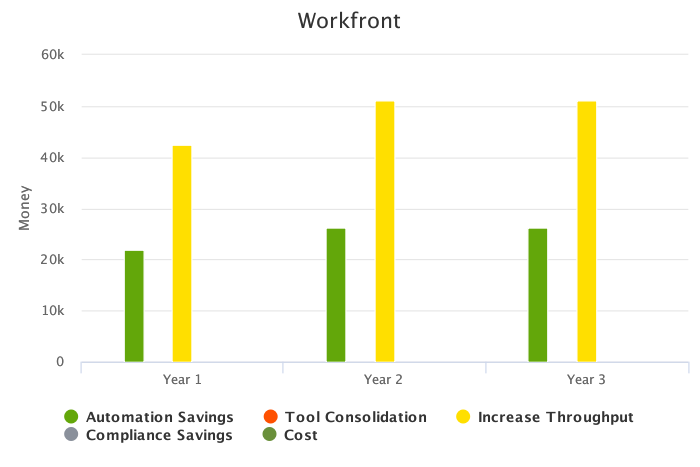 Workfront
60k
50k
40k
30k
20k
10k
0
Money
Year 1 Year 2 Year 3
Automation Savings Tool Consolidation Increase Throughput
Compliance Savings Cost